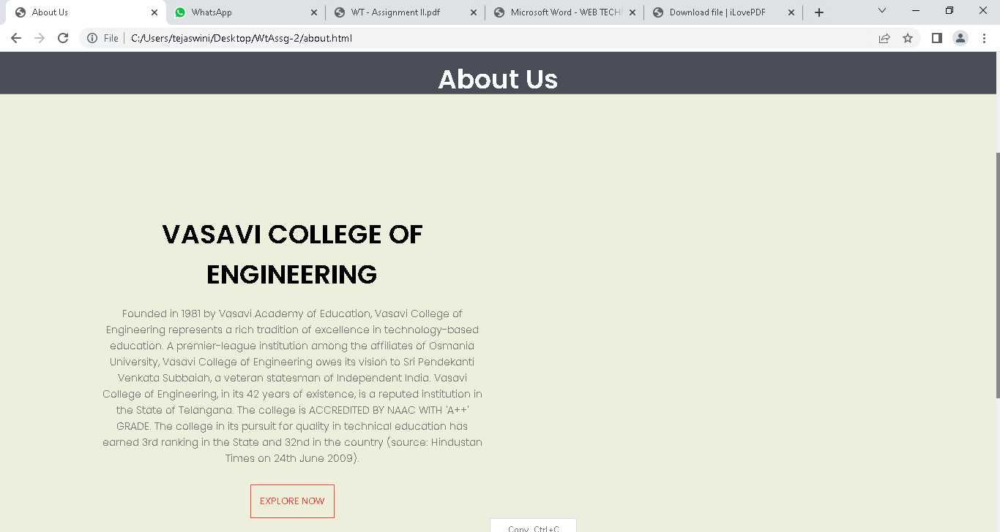 About Us
WhatsApp
WT - Assignment II.pdf
Microsoft Word - WEB TECH
Download file | iLovePDF
File
C:/Users/tejaswini/Desktop/WtAssg-2/about.html
About Us
VASAVI COLLEGE OF
ENGINEERING
Founded in 1981 by Vasavi Academy of Education, Vasavi College of
Engineering represents a rich tradition of excellence in technology-based
education. A premier-league institution among the affiliates of Osmania
University, Vasavi College of Engineering owes its vision to Sri Pendekanti
Venkata Subbaiah, a veteran statesman of Independent India. Vasavi
College of Engineering, in its 42 years of existence, is a reputed institution in
the State of Telangana. The college is ACCREDITED BY NAAC WITH 'A++'
GRADE. The college in its pursuit for quality in technical education has
earned 3rd ranking in the State and 32nd in the country (source: Hindustan
Times on 24th June 2009).
EXPLORE NOW
Copy Ctrl+C